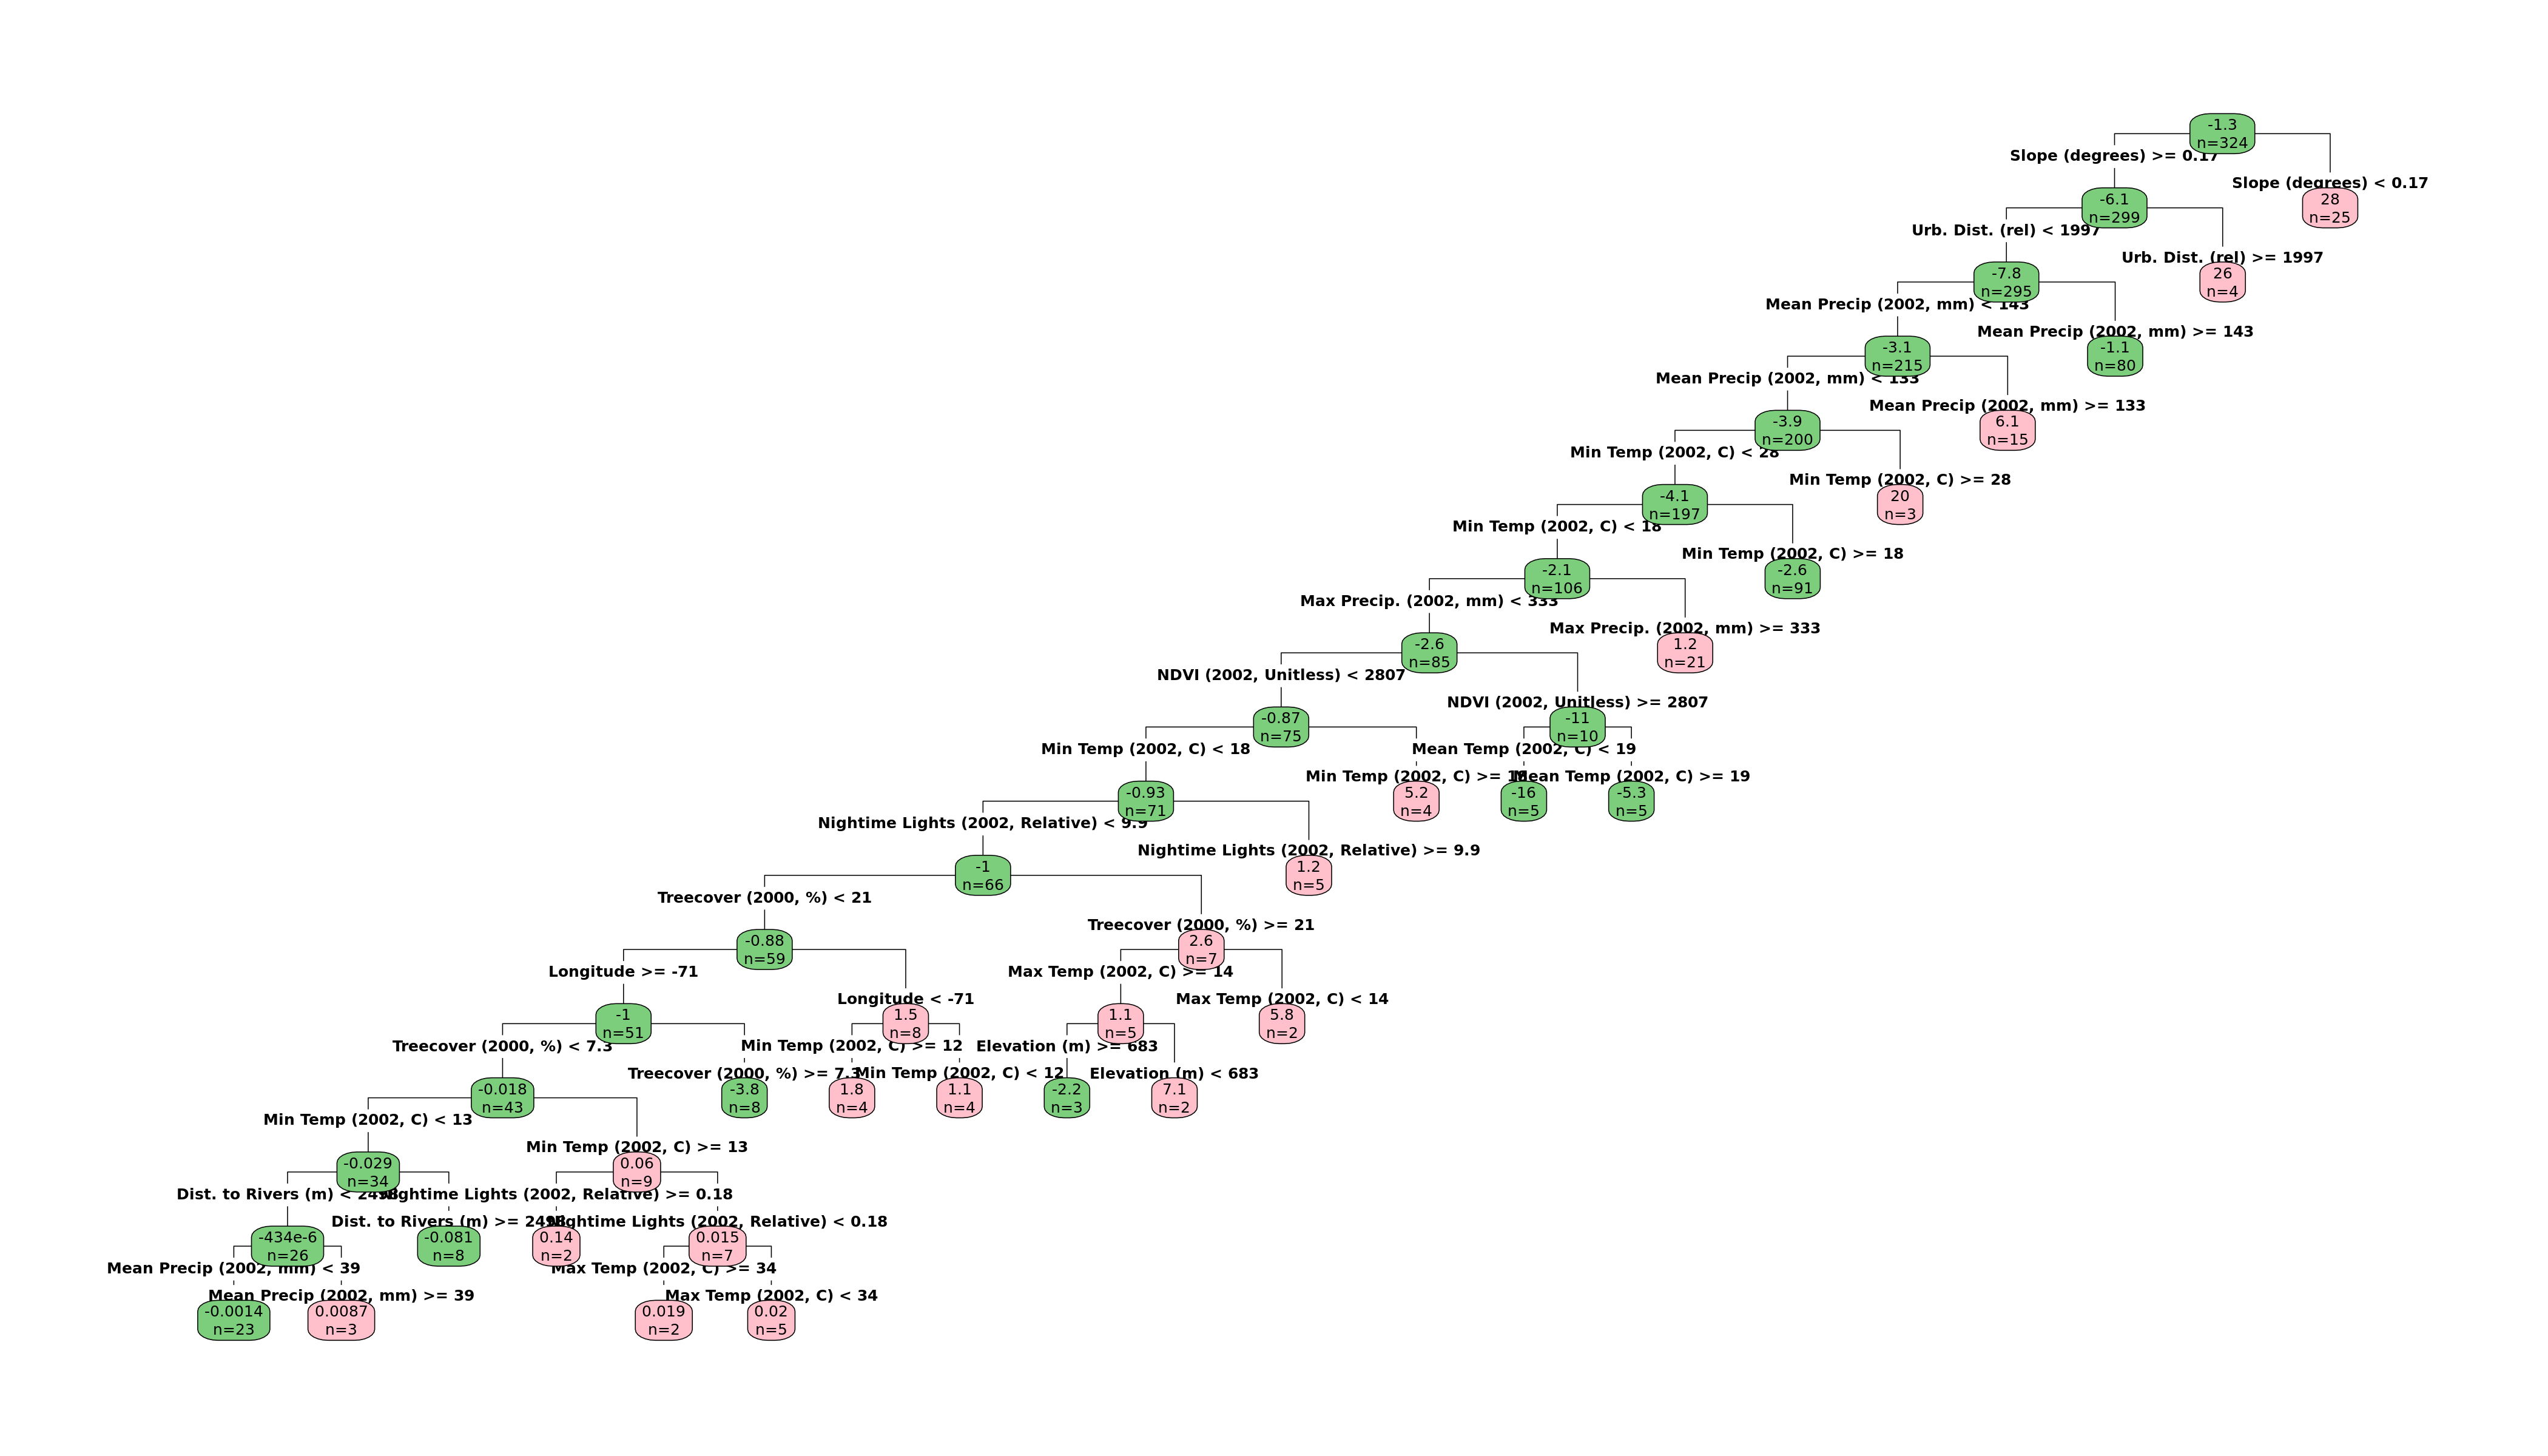 -1.3
n=324
Slope (degrees) >= 0.17
Slope (degrees) < 0.17
-6.1
n=299
28
n=25
Urb. Dist. (rel) < 1997
Urb. Dist. (rel) >= 1997
-7.8
n=295
26
n=4
Mean Precip (2002, mm) < 143
Mean Precip (2002, mm) >= 143
-3.1
n=215
-1.1
n=80
Mean Precip (2002, mm) < 133
Mean Precip (2002, mm) >= 133
-3.9
n=200
6.1
n=15
Min Temp (2002, C) < 28
Min Temp (2002, C) >= 28
-4.1
n=197
20
n=3
Min Temp (2002, C) < 18
Min Temp (2002, C) >= 18
-2.1
n=106
-2.6
n=91
Max Precip. (2002, mm) < 333
Max Precip. (2002, mm) >= 333
-2.6
n=85
1.2
n=21
NDVI (2002, Unitless) < 2807
NDVI (2002, Unitless) >= 2807
-0.87
n=75
-11
n=10
Min Temp (2002, C) < 18
Mean Temp (2002, C) < 19
Min Temp (2002, C) >= 18
Mean Temp (2002, C) >= 19
-0.93
n=71
5.2
n=4
-16
n=5
-5.3
n=5
Nightime Lights (2002, Relative) < 9.9
Nightime Lights (2002, Relative) >= 9.9
-1
n=66
1.2
n=5
Treecover (2000, %) < 21
Treecover (2000, %) >= 21
-0.88
n=59
2.6
n=7
Longitude >= -71
Max Temp (2002, C) >= 14
Longitude < -71
Max Temp (2002, C) < 14
-1
n=51
1.5
n=8
1.1
n=5
5.8
n=2
Treecover (2000, %) < 7.3
Min Temp (2002, C) >= 12
Elevation (m) >= 683
Treecover (2000, %) >= 7.3
Min Temp (2002, C) < 12
Elevation (m) < 683
-0.018
n=43
-3.8
n=8
1.8
n=4
1.1
n=4
-2.2
n=3
7.1
n=2
Min Temp (2002, C) < 13
Min Temp (2002, C) >= 13
-0.029
n=34
0.06
n=9
Dist. to Rivers (m) < 2498
Nightime Lights (2002, Relative) >= 0.18
Dist. to Rivers (m) >= 2498
Nightime Lights (2002, Relative) < 0.18
-434e-6
n=26
-0.081
n=8
0.14
n=2
0.015
n=7
Mean Precip (2002, mm) < 39
Max Temp (2002, C) >= 34
Mean Precip (2002, mm) >= 39
Max Temp (2002, C) < 34
-0.0014
n=23
0.0087
n=3
0.019
n=2
0.02
n=5